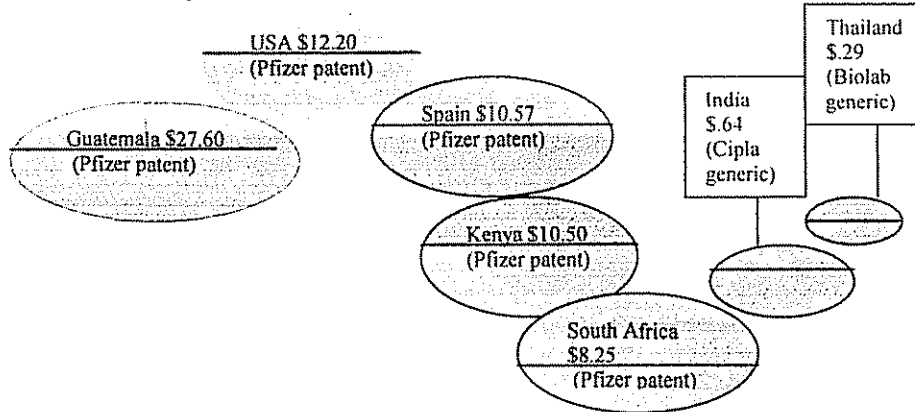 USA $12.20
(Pfizer patent)
Guatemala $27.60
(Pfizer patent)
Spain $10.57
(Pfizer patent)
Kenya $10.50
(Pfizer patent)
South Africa
$8.25
(Pfizer patent)
India
$.64
(Cipla
generic)
Thailand
$.29
(Biolab
generic)